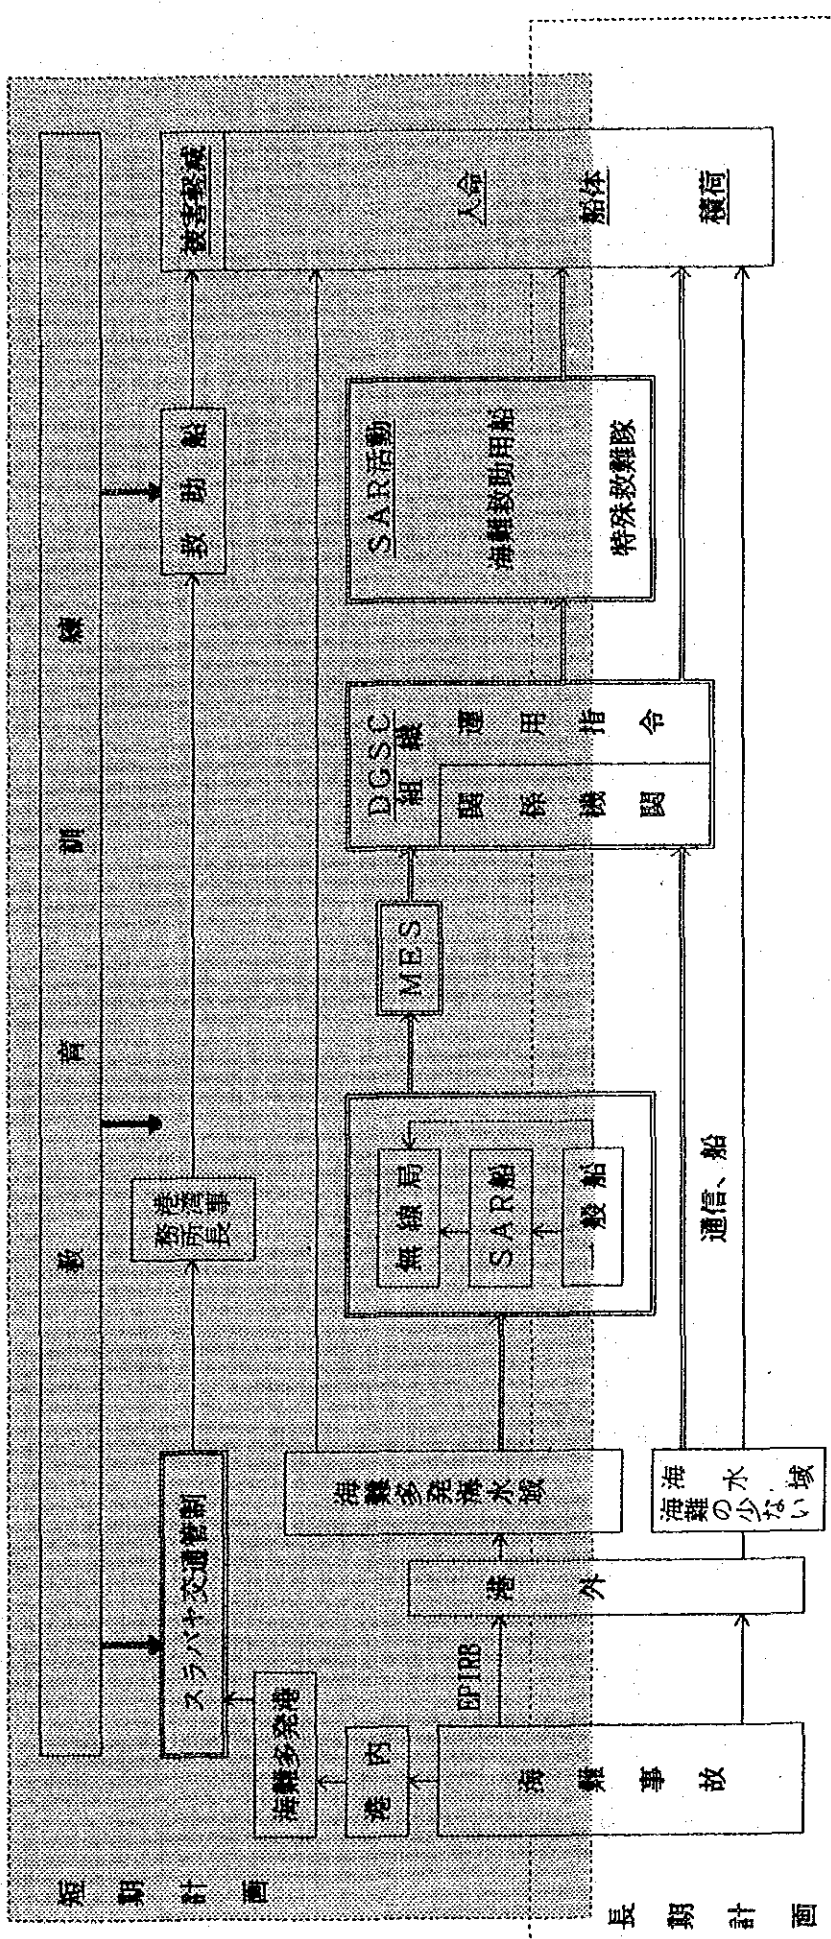 短期計画
教育訓練
スラバヤ交通管制
港湾事
務所長
救助船
被害軽減
人命
船体
積荷
海難多発港
港内
海難事故
EPIRB
港外
海難多発海水域
海水域
海難の少ない
無線局
SAR船
一般船
MES
DGSC
組織
運用指令
関係機関
SAR活動
海難救助用船
特殊救難隊
通信、船
長期計画